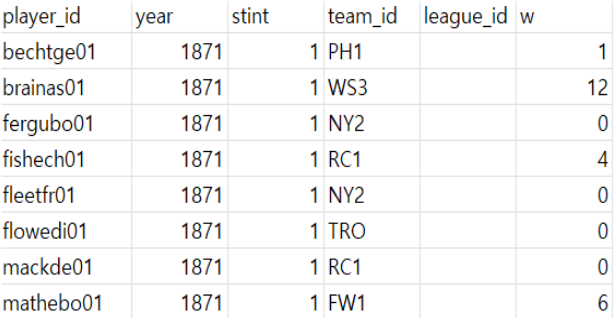 player_id year stint team_id league_id w
bechtge01 1871 1 PH1 1
brainas01 1871 1 WS3 12
fergubo01 1871 1 NY2 0
fishech01 1871 1 RC1 4
fleetfr01 1871 1 NY2 0
flowedi01 1871 1 TRO 0
mackde01 1871 1 RC1 0
mathebo01 1871 1 FW1 6